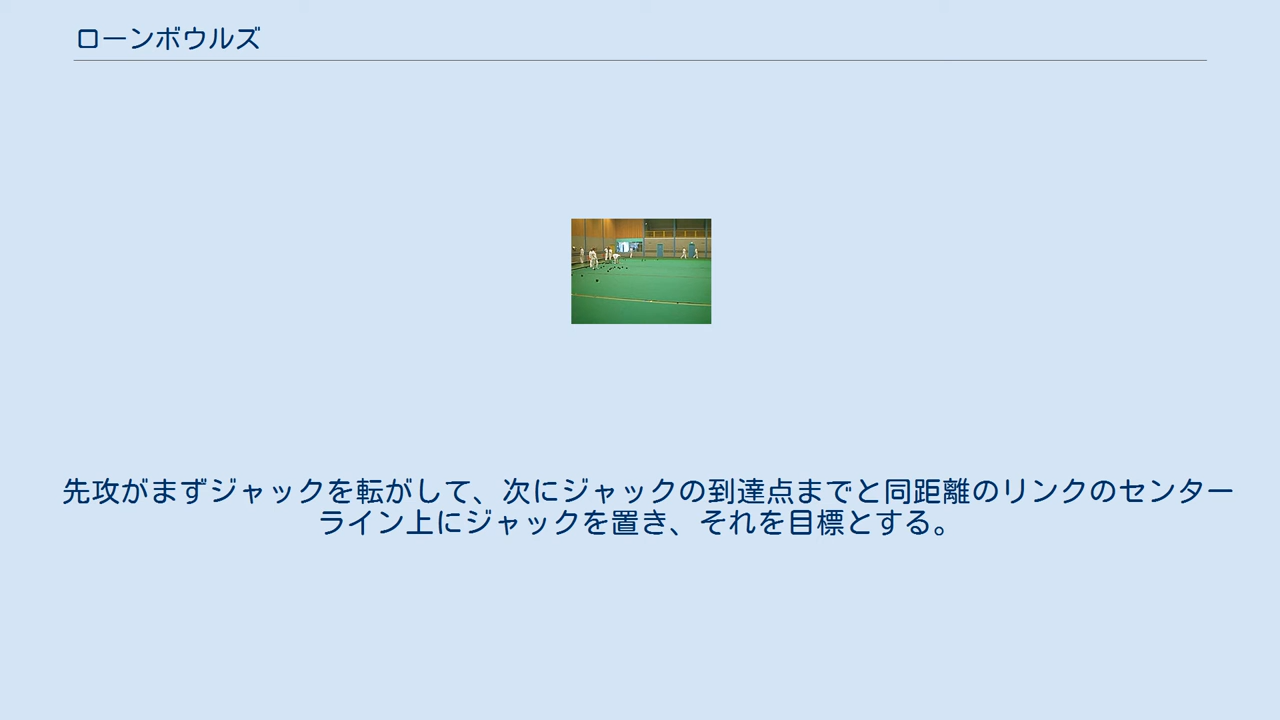 ローンボウルズ
先攻がまずジャックを転がして、次にジャックの到達点までと同距離のリンクのセンター
ライン上にジャックを置き、それを目標とする。